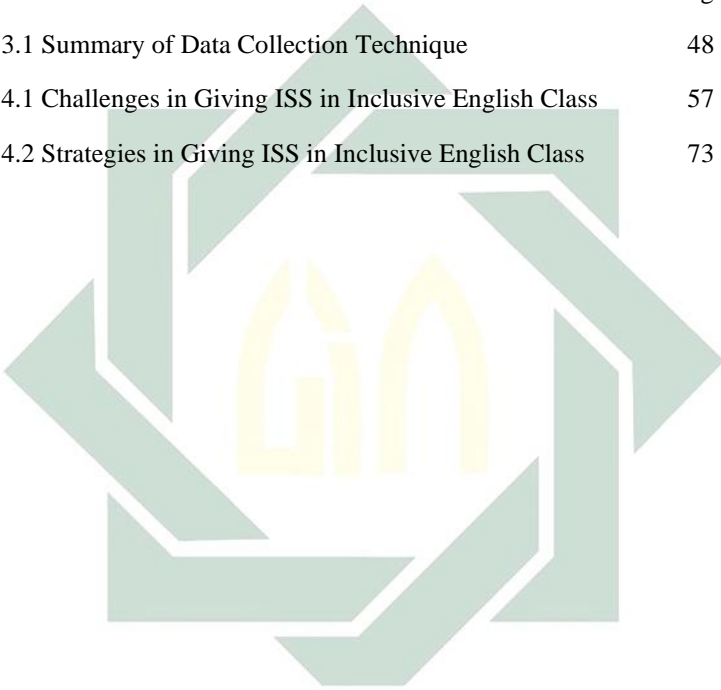 3.1 Summary of Data Collection Technique 48
4.1 Challenges in Giving ISS in Inclusive English Class 57
4.2 Strategies in Giving ISS in Inclusive English Class 73